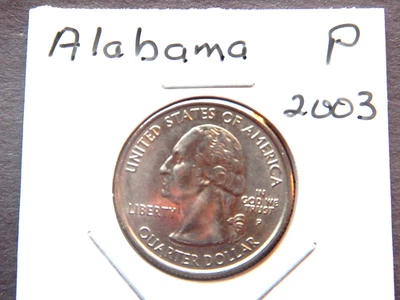 Alabama P
2003
UNITED STATES OF AMERICA
LIBERTY
IN
GOD WE
TRUST
P
QUARTER DOLLAR